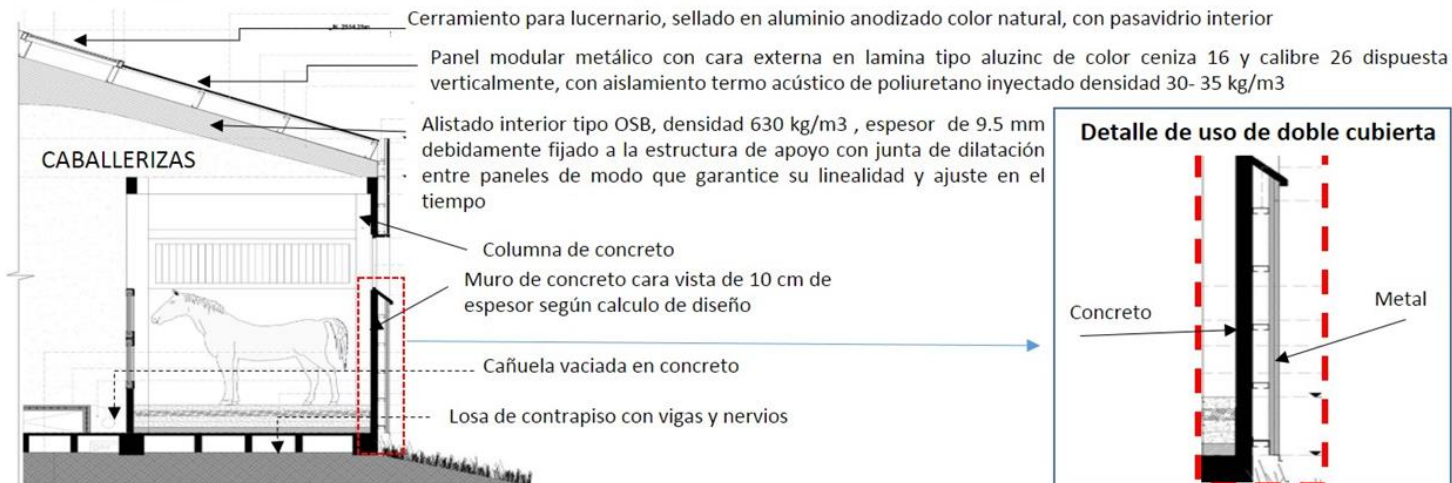 Cerramiento para lucernario, sellado en aluminio anodizado color natural, con pasavidrio interior
Panel modular metálico con cara externa en lamina tipo aluzinc de color ceniza 16 y calibre 26 dispuesta
verticalmente, con aislamiento termo acústico de poliuretano inyectado densidad 30- 35 kg/m3
Alistado interior tipo OSB, densidad 630 kg/m3 , espesor de 9.5 mm
debidamente fijado a la estructura de apoyo con junta de dilatación
entre paneles de modo que garantice su linealidad y ajuste en el
tiempo
CABALLERIZAS
Columna de concreto
Muro de concreto cara vista de 10 cm de
espesor según calculo de diseño
Cañuela vaciada en concreto
Losa de contrapiso con vigas y nervios
Detalle de uso de doble cubierta
Concreto
Metal